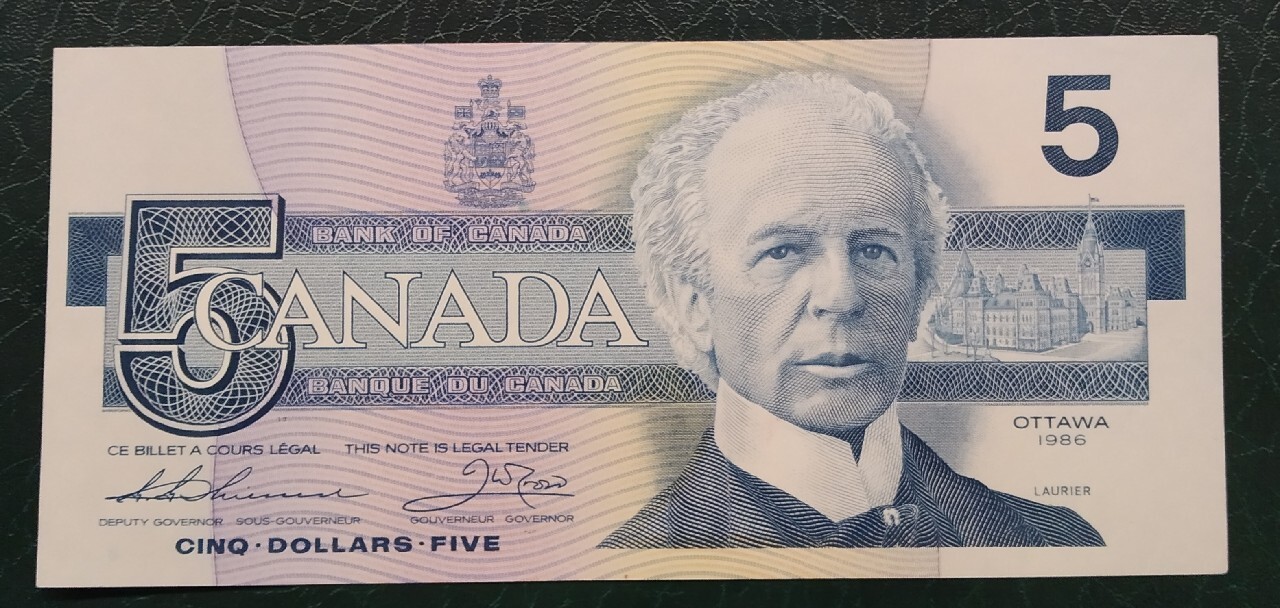 5
BANK OF CANADA
5
CANADA
BANQUE DU CANADA
CE BILLET A COURS LÉGAL THIS NOTE IS LEGAL TENDER
DEPUTY GOVERNOR SOUS-GOUVERNEUR GOUVERNEUR GOVERNOR
CINQ·DOLLARS·FIVE
OTTAWA
1986
LAURIER